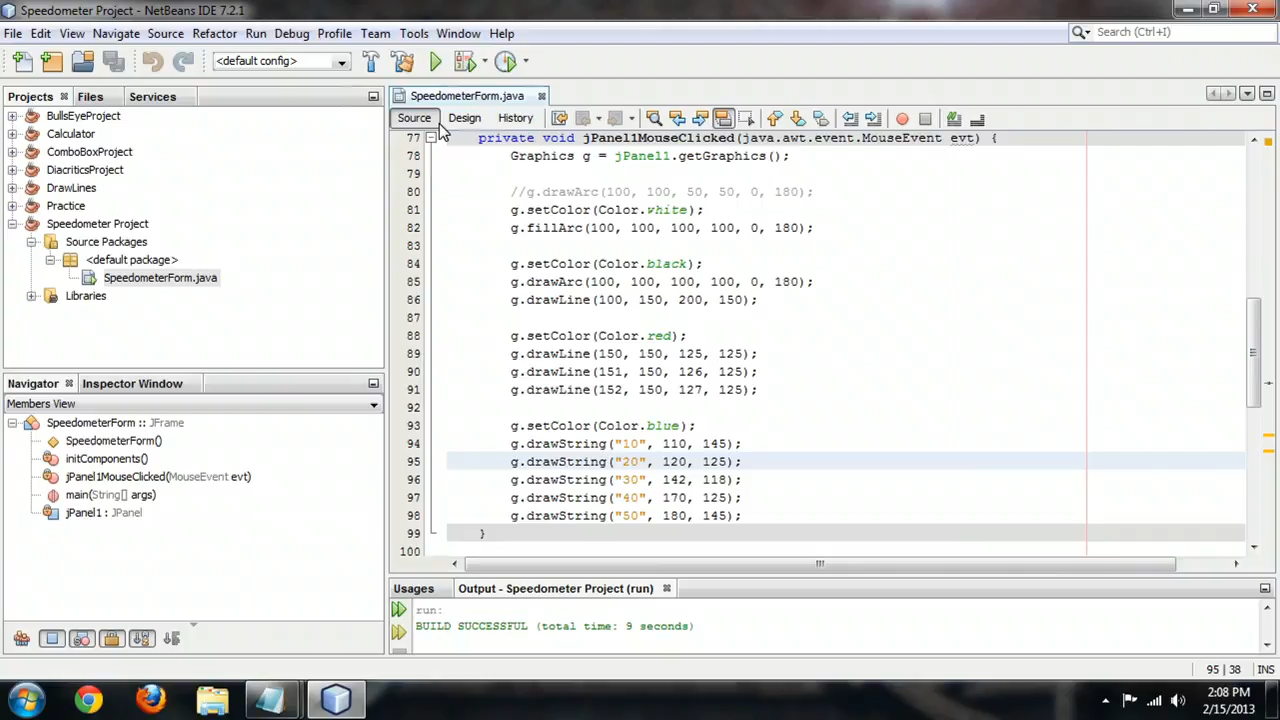 Speedometer Project - NetBeans IDE 7.2.1
File Edit View Navigate Source Refactor Run Debug Profile Team Tools Window Help
Search (Ctrl+I)
<default config>
Projects Files Services
BullsEyeProject
Calculator
ComboBoxProject
DiacriticsProject
DrawLines
Practice
Speedometer Project
Source Packages
<default package>
SpeedometerForm.java
Libraries
Navigator Inspector Window
Members View
SpeedometerForm :: JFrame
SpeedometerForm()
initComponents()
jPanel1MouseClicked(MouseEvent evt)
main(String[] args)
jPanel1 : JPanel
SpeedometerForm.java
Source Design History
77 private void jPanel1MouseClicked(java.awt.event.MouseEvent evt) {
78 Graphics g = jPanel1.getGraphics();
79
80 //g.drawArc(100, 100, 50, 50, 0, 180);
81 g.setColor(Color.white);
82 g.fillArc(100, 100, 100, 100, 0, 180);
83
84 g.setColor(Color.black);
85 g.drawArc(100, 100, 100, 100, 0, 180);
86 g.drawLine(100, 150, 200, 150);
87
88 g.setColor(Color.red);
89 g.drawLine(150, 150, 125, 125);
90 g.drawLine(151, 150, 126, 125);
91 g.drawLine(152, 150, 127, 125);
92
93 g.setColor(Color.blue);
94 g.drawString("10", 110, 145);
95 g.drawString("20", 120, 125);
96 g.drawString("30", 142, 118);
97 g.drawString("40", 170, 125);
98 g.drawString("50", 180, 145);
99 }
100
Usages Output - Speedometer Project (run)
run:
BUILD SUCCESSFUL (total time: 9 seconds)
95 | 38 INS
2:08 PM
2/15/2013